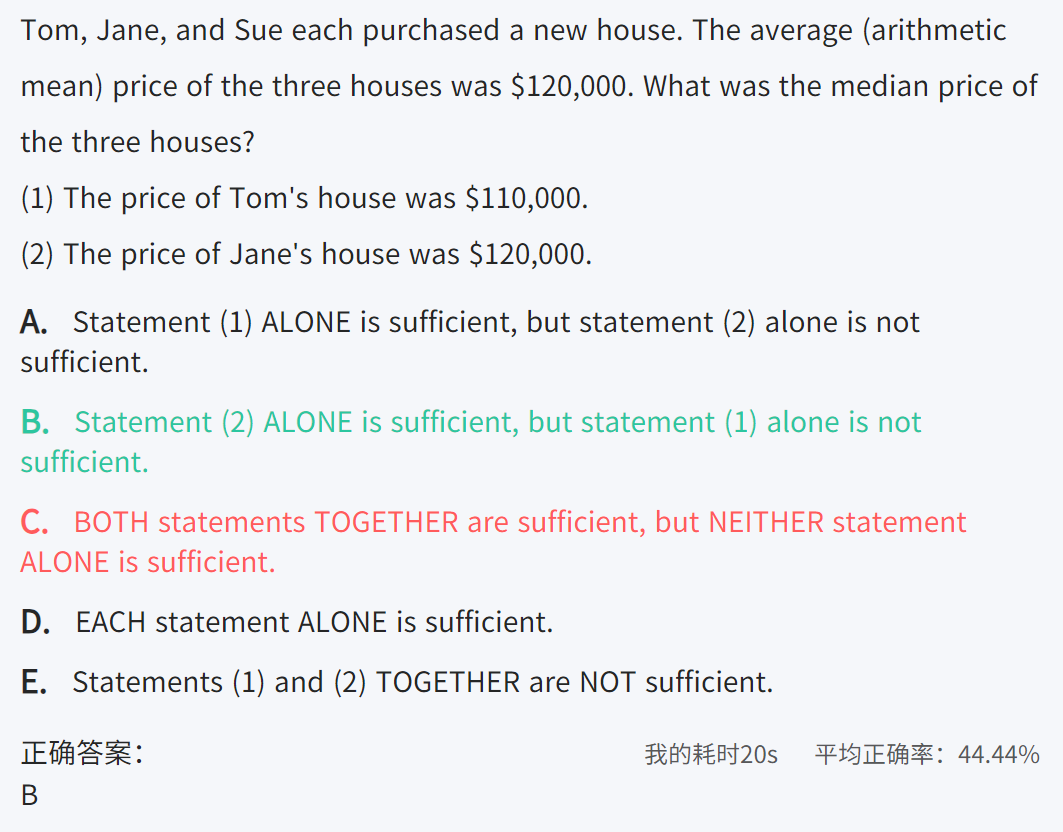 Tom, Jane, and Sue each purchased a new house. The average (arithmetic
mean) price of the three houses was $120,000. What was the median price of
the three houses?
(1) The price of Tom's house was $110,000.
(2) The price of Jane's house was $120,000.
A. Statement (1) ALONE is sufficient, but statement (2) alone is not
sufficient.
B. Statement (2) ALONE is sufficient, but statement (1) alone is not
sufficient.
C. BOTH statements TOGETHER are sufficient, but NEITHER statement
ALONE is sufficient.
D. EACH statement ALONE is sufficient.
E. Statements (1) and (2) TOGETHER are NOT sufficient.
正确答案： 我的耗时20s 平均正确率：44.44%
B